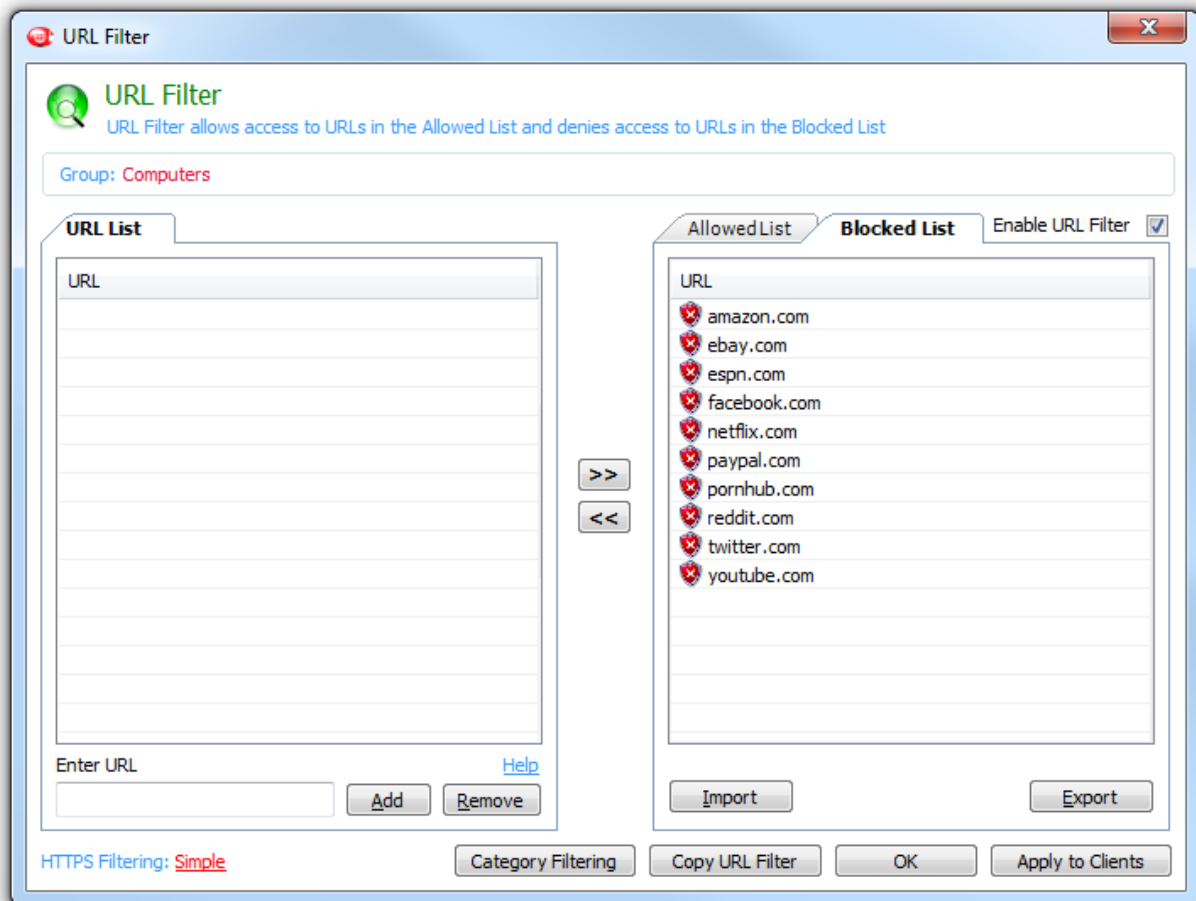 URL Filter
URL Filter
URL Filter allows access to URLs in the Allowed List and denies access to URLs in the Blocked List
Group: Computers
URL List
Allowed List
Blocked List
Enable URL Filter
URL
URL
amazon.com
ebay.com
espn.com
facebook.com
netflix.com
paypal.com
pornhub.com
reddit.com
twitter.com
youtube.com
>>
<<
Enter URL
Help
Add
Remove
Import
Export
HTTPS Filtering: Simple
Category Filtering
Copy URL Filter
OK
Apply to Clients